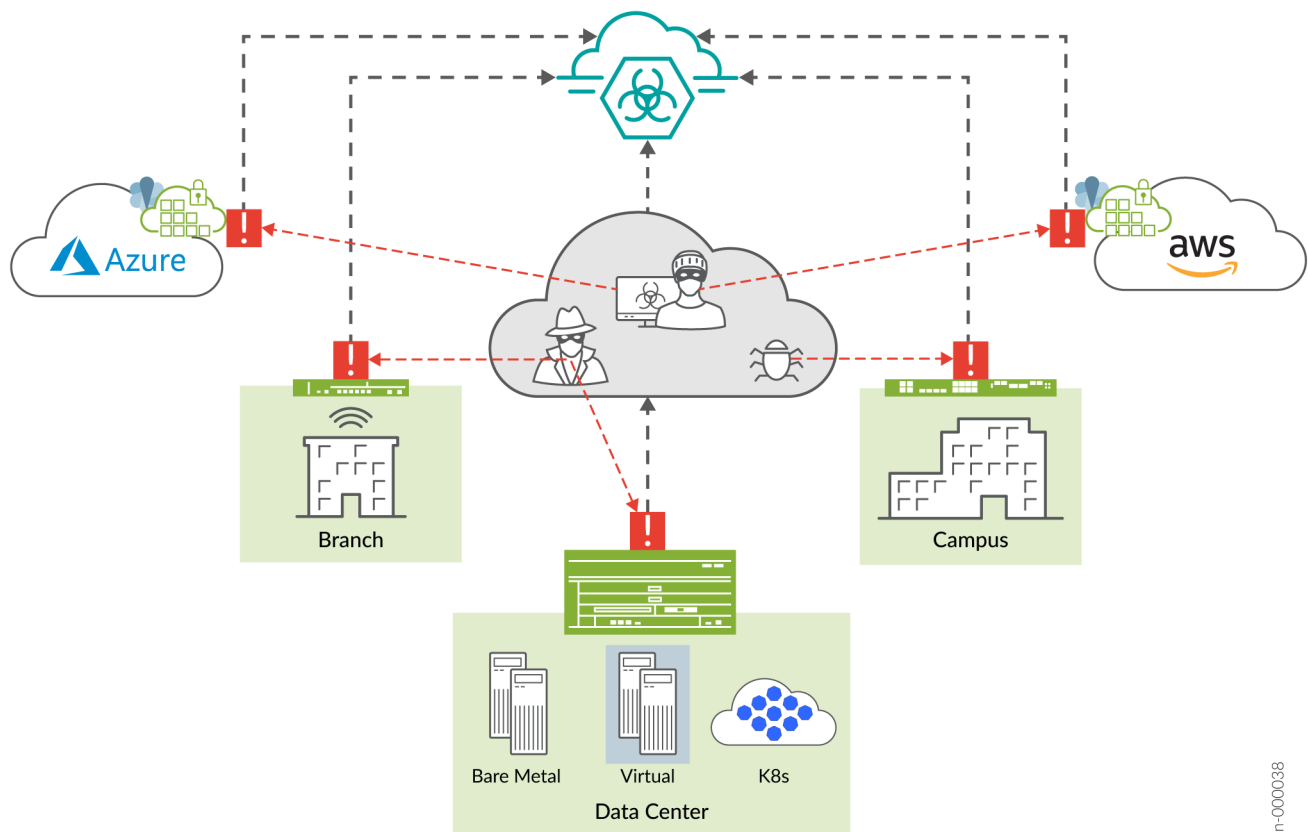 Azure
aws
Branch
Campus
Bare Metal
Virtual
K8s
Data Center
n-000038